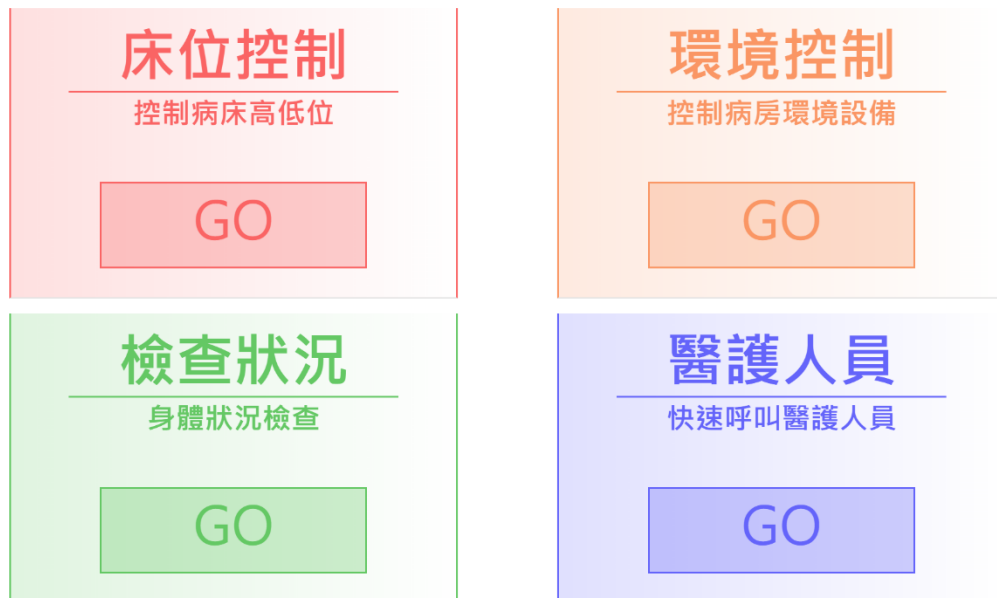 床位控制
控制病床高低位
GO
環境控制
控制病房環境設備
GO
檢查狀況
身體狀況檢查
GO
醫護人員
快速呼叫醫護人員
GO